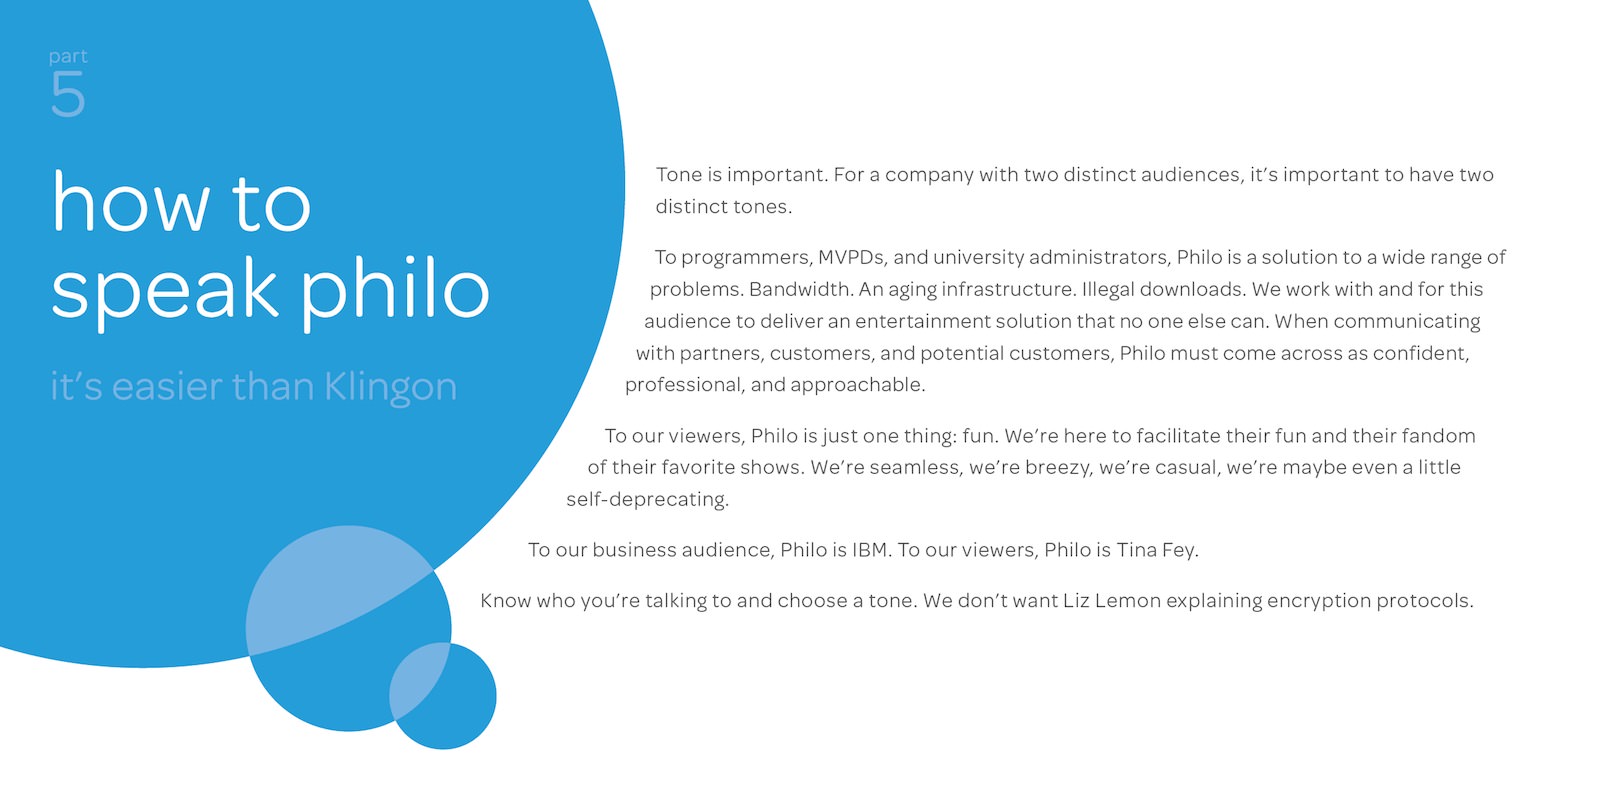 part
5
how to
speak philo
it’s easier than Klingon
Tone is important. For a company with two distinct audiences, it’s important to have two
distinct tones.
To programmers, MVPDs, and university administrators, Philo is a solution to a wide range of
problems. Bandwidth. An aging infrastructure. Illegal downloads. We work with and for this
audience to deliver an entertainment solution that no one else can. When communicating
with partners, customers, and potential customers, Philo must come across as confident,
professional, and approachable.
To our viewers, Philo is just one thing: fun. We’re here to facilitate their fun and their fandom
of their favorite shows. We’re seamless, we’re breezy, we’re casual, we’re maybe even a little
self-deprecating.
To our business audience, Philo is IBM. To our viewers, Philo is Tina Fey.
Know who you’re talking to and choose a tone. We don’t want Liz Lemon explaining encryption protocols.